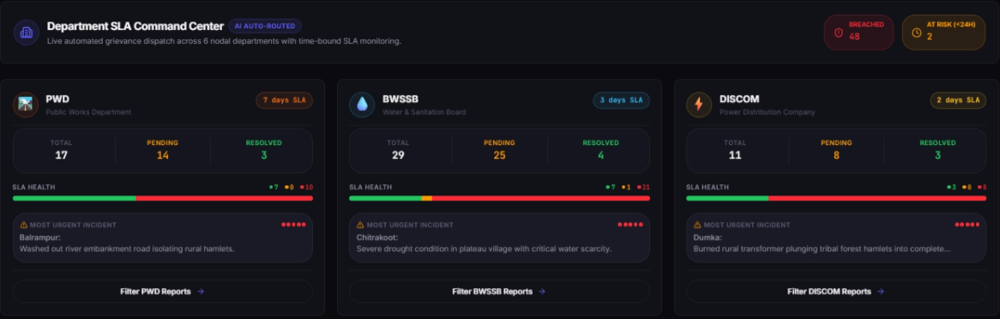 Department SLA Command Center AI AUTO-ROUTED
Live automated grievance dispatch across 6 nodal departments with time-bound SLA monitoring.
BREACHED
48
AT RISK (<24H)
2
PWD
Public Works Department
7 days SLA
TOTAL PENDING RESOLVED
17 14 3
SLA HEALTH 7 0 10
MOST URGENT INCIDENT
Balrampur:
Washed out river embankment road isolating rural hamlets.
Filter PWD Reports →
BWSSB
Water & Sanitation Board
3 days SLA
TOTAL PENDING RESOLVED
29 25 4
SLA HEALTH 7 1 21
MOST URGENT INCIDENT
Chitrakoot:
Severe drought condition in plateau village with critical water scarcity.
Filter BWSSB Reports →
DISCOM
Power Distribution Company
2 days SLA
TOTAL PENDING RESOLVED
11 8 3
SLA HEALTH 3 0 8
MOST URGENT INCIDENT
Dumka:
Burned rural transformer plunging tribal forest hamlets into complete...
Filter DISCOM Reports →